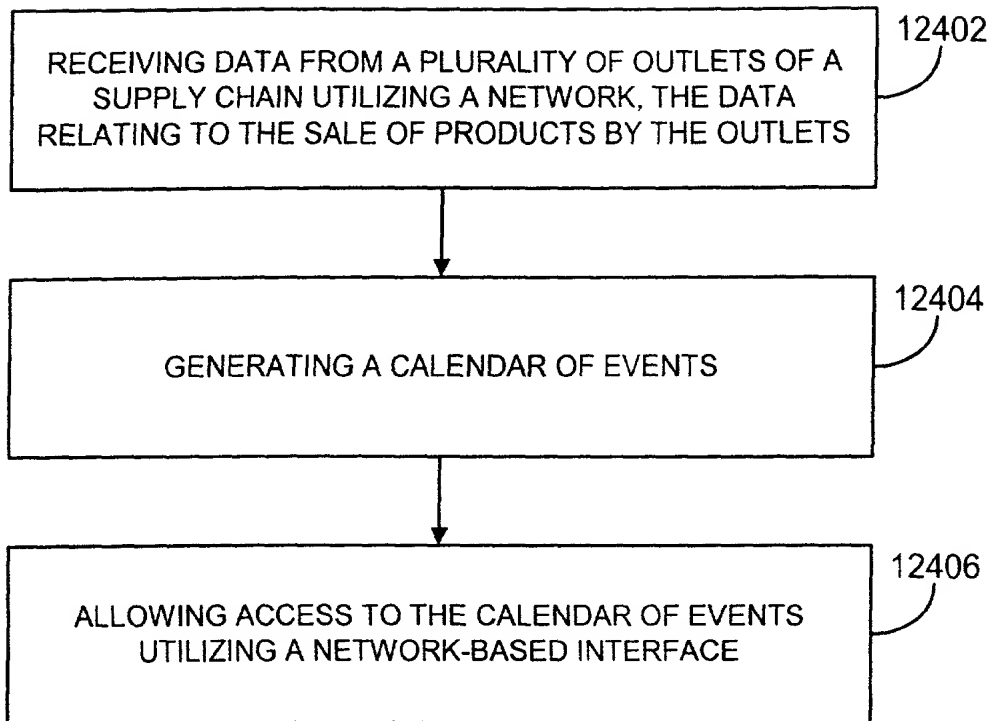 12402
RECEIVING DATA FROM A PLURALITY OF OUTLETS OF A
SUPPLY CHAIN UTILIZING A NETWORK, THE DATA
RELATING TO THE SALE OF PRODUCTS BY THE OUTLETS
12404
GENERATING A CALENDAR OF EVENTS
12406
ALLOWING ACCESS TO THE CALENDAR OF EVENTS
UTILIZING A NETWORK-BASED INTERFACE